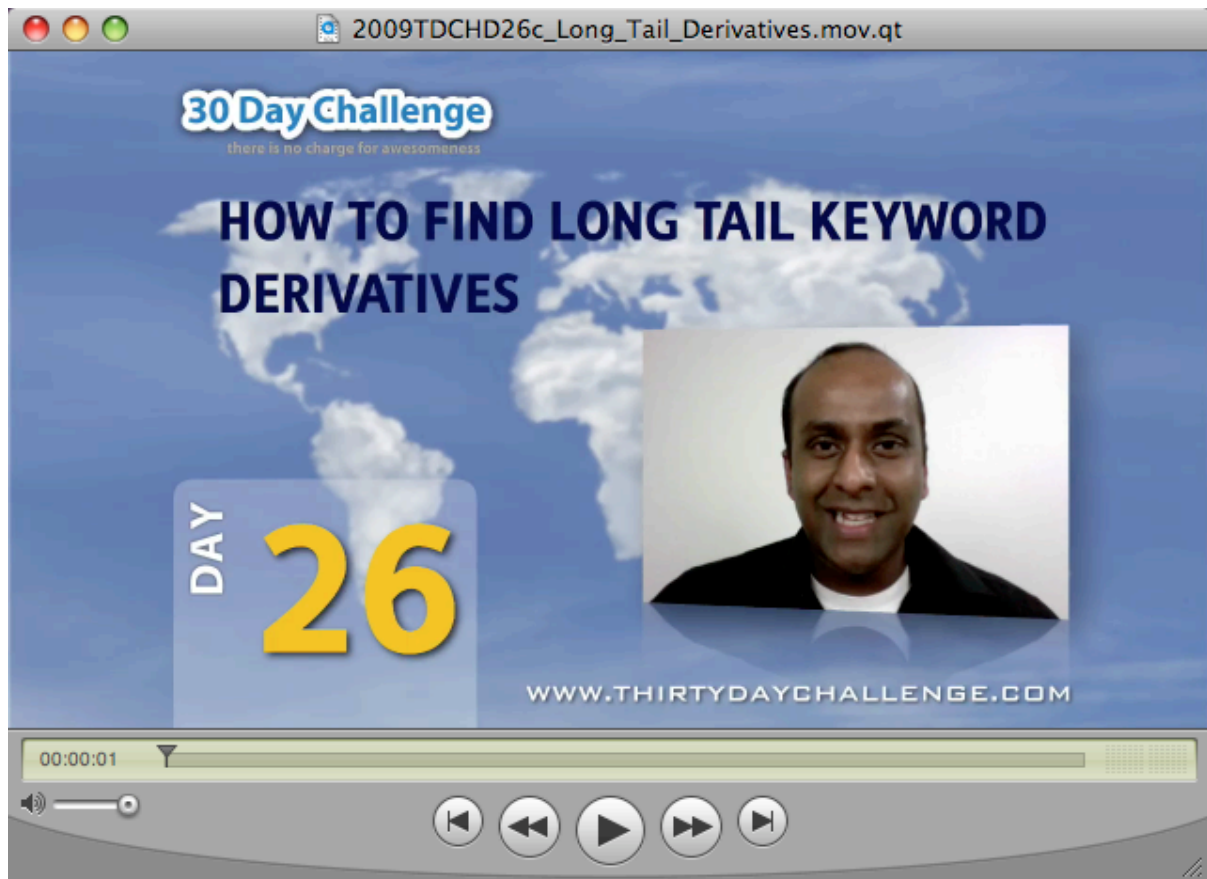 2009TDCHD26c_Long_Tail_Derivatives.mov.qt
30 Day Challenge
there is no charge for awesomeness
HOW TO FIND LONG TAIL KEYWORD
DERIVATIVES
DAY
26
WWW.THIRTYDAYCHALLENGE.COM
00:00:01